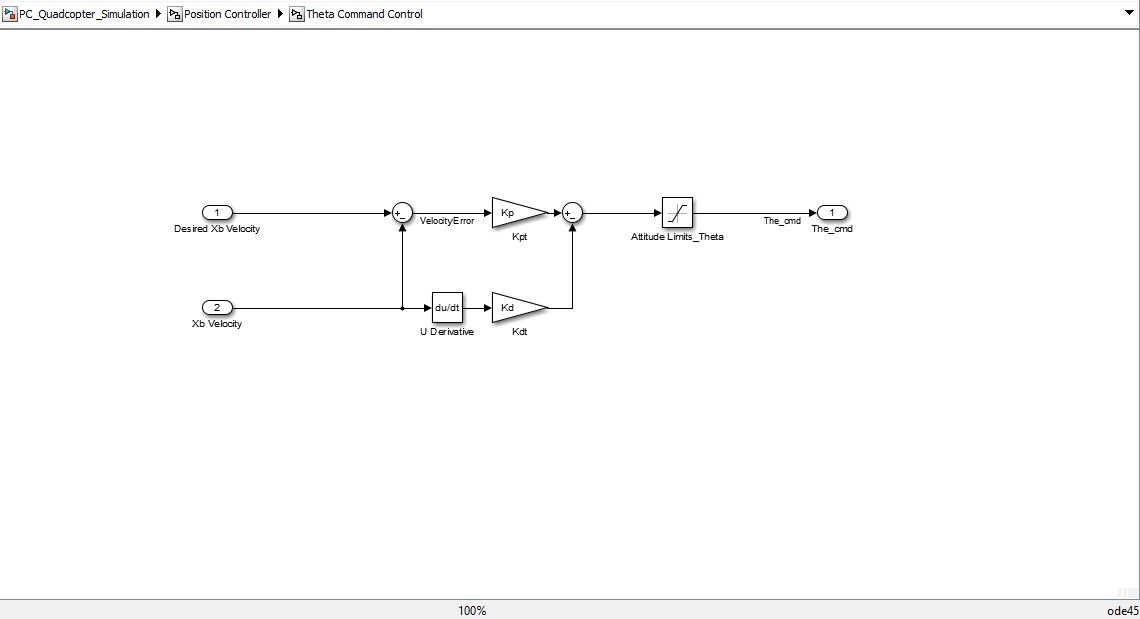 PC_Quadcopter_Simulation Position Controller Theta Command Control
1
Desired Xb Velocity
+
-
VelocityError
Kp
Kpt
+
-
Attitude Limits_Theta
The_cmd
1
The_cmd
2
Xb Velocity
du/dt
U Derivative
Kd
Kdt
100%
ode45